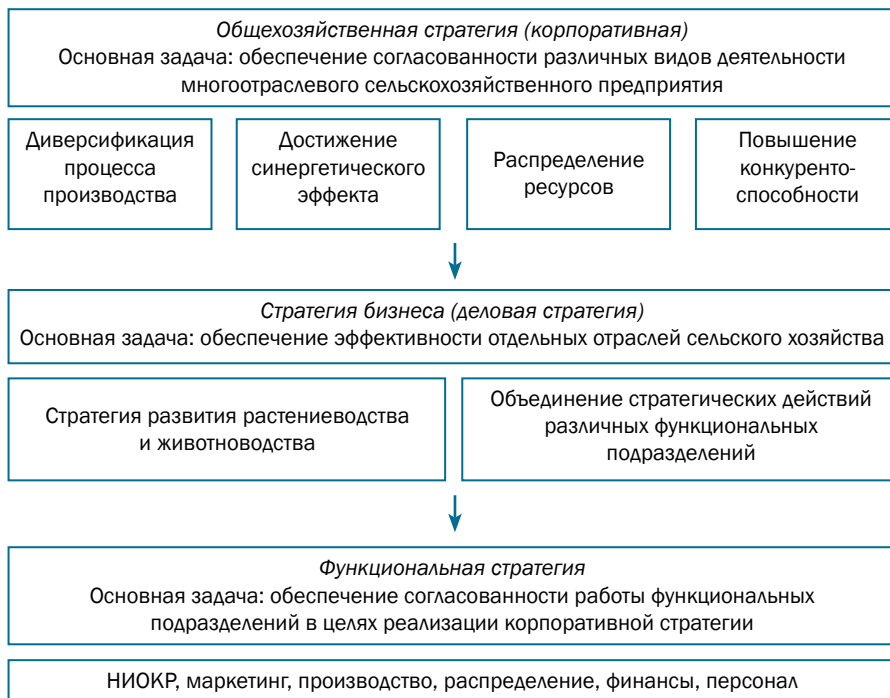 Общехозяйственная стратегия (корпоративная)
Основная задача: обеспечение согласованности различных видов деятельности
многоотраслевого сельскохозяйственного предприятия
Диверсификация
процесса
производства
Достижение
синергетического
эффекта
Распределение
ресурсов
Повышение
конкуренто-
способности
Стратегия бизнеса (деловая стратегия)
Основная задача: обеспечение эффективности отдельных отраслей сельского хозяйства
Стратегия развития растениеводства
и животноводства
Объединение стратегических действий
различных функциональных
подразделений
Функциональная стратегия
Основная задача: обеспечение согласованности работы функциональных
подразделений в целях реализации корпоративной стратегии
НИОКР, маркетинг, производство, распределение, финансы, персонал